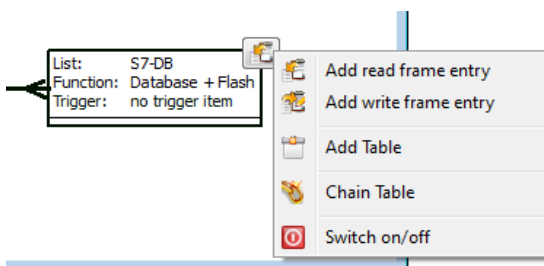 List: S7-DB
Function: Database + Flash
Trigger: no trigger item
Add read frame entry
Add write frame entry
Add Table
Chain Table
Switch on/off